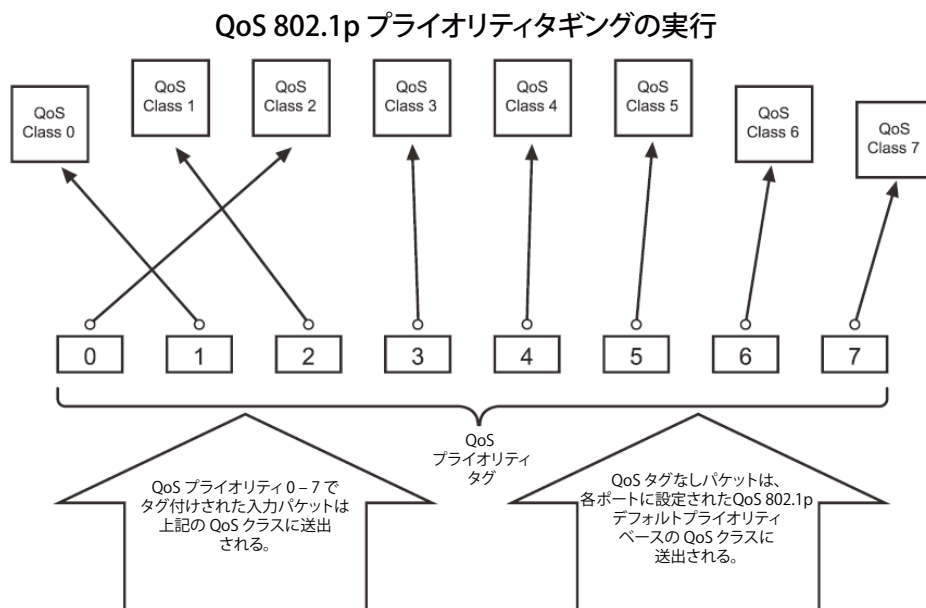 QoS 802.1p プライオリティタギングの実行
QoS
Class 0
QoS
Class 1
QoS
Class 2
QoS
Class 3
QoS
Class 4
QoS
Class 5
QoS
Class 6
QoS
Class 7
0
1
2
3
4
5
6
7
QoS
プライオリティ
タグ
QoS プライオリティ 0 – 7 で
タグ付けされた入力パケットは
上記の QoS クラスに送出
される。
QoS タグなしパケットは、
各ポートに設定されたQoS 802.1p
デフォルトプライオリティ
ベースの QoS クラスに
送出される。